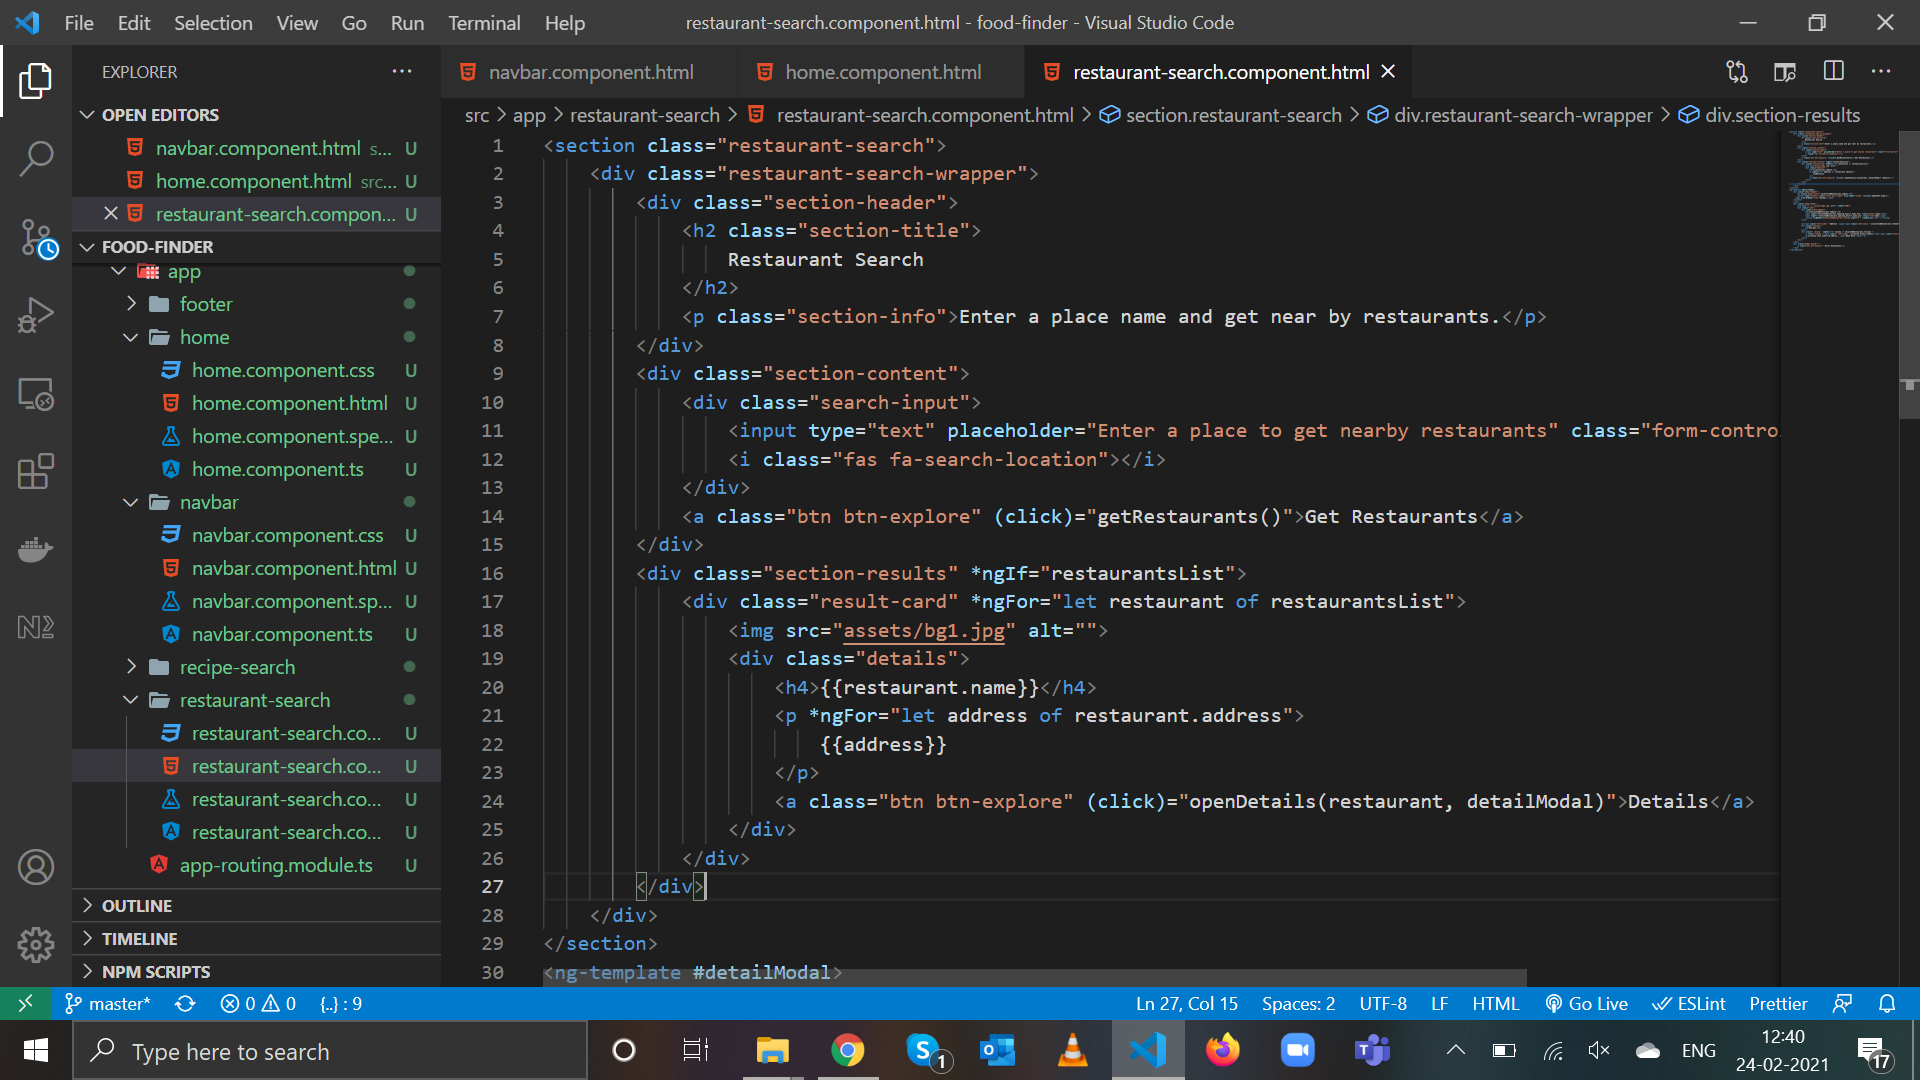 File Edit Selection View Go Run Terminal Help
restaurant-search.component.html - food-finder - Visual Studio Code
EXPLORER
OPEN EDITORS
navbar.component.html s... U
home.component.html src... U
restaurant-search.compon... U
FOOD-FINDER
app
footer
home
home.component.css U
home.component.html U
home.component.spe... U
home.component.ts U
navbar
navbar.component.css U
navbar.component.html U
navbar.component.sp... U
navbar.component.ts U
recipe-search
restaurant-search
restaurant-search.co... U
restaurant-search.co... U
restaurant-search.co... U
restaurant-search.co... U
app-routing.module.ts U
OUTLINE
TIMELINE
NPM SCRIPTS
navbar.component.html home.component.html restaurant-search.component.html
src > app > restaurant-search > restaurant-search.component.html > section.restaurant-search > div.restaurant-search-wrapper > div.section-results
1 <section class="restaurant-search">
2 <div class="restaurant-search-wrapper">
3 <div class="section-header">
4 <h2 class="section-title">
5 Restaurant Search
6 </h2>
7 <p class="section-info">Enter a place name and get near by restaurants.</p>
8 </div>
9 <div class="section-content">
10 <div class="search-input">
11 <input type="text" placeholder="Enter a place to get nearby restaurants" class="form-contro
12 <i class="fas fa-search-location"></i>
13 </div>
14 <a class="btn btn-explore" (click)="getRestaurants()">Get Restaurants</a>
15 </div>
16 <div class="section-results" *ngIf="restaurantsList">
17 <div class="result-card" *ngFor="let restaurant of restaurantsList">
18 <img src="assets/bg1.jpg" alt="">
19 <div class="details">
20 <h4>{{restaurant.name}}</h4>
21 <p *ngFor="let address of restaurant.address">
22 {{address}}
23 </p>
24 <a class="btn btn-explore" (click)="openDetails(restaurant, detailModal)">Details</a>
25 </div>
26 </div>
27 </div>
28 </div>
29 </section>
30 <ng-template #detailModal>
master* 0 0 {..} : 9
Ln 27, Col 15 Spaces: 2 UTF-8 LF HTML Go Live ESLint Prettier
Type here to search
1
ENG
12:40
24-02-2021
17